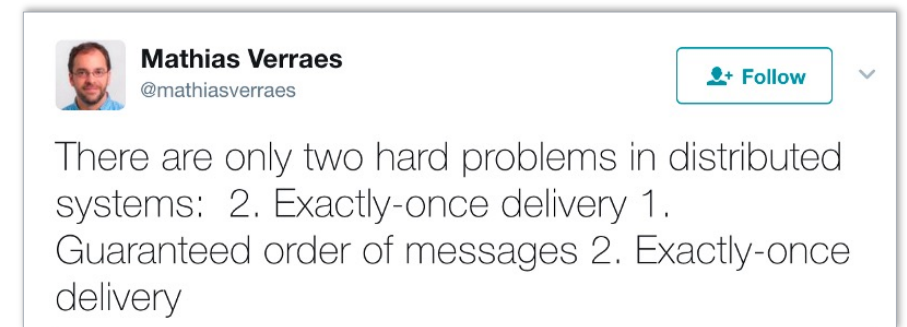 Mathias Verraes
@mathiasverraes
Follow
There are only two hard problems in distributed
systems:  2. Exactly-once delivery 1.
Guaranteed order of messages 2. Exactly-once
delivery